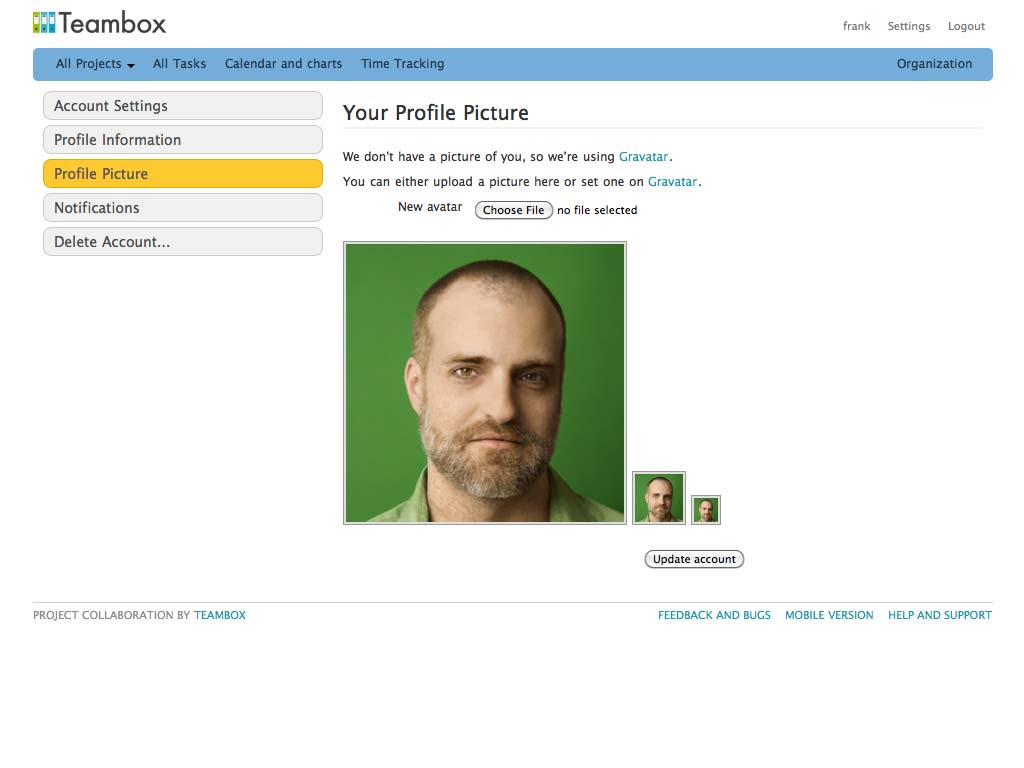 Teambox
frank Settings Logout
All Projects All Tasks Calendar and charts Time Tracking Organization
Account Settings
Profile Information
Profile Picture
Notifications
Delete Account...
Your Profile Picture
We don't have a picture of you, so we're using Gravatar.
You can either upload a picture here or set one on Gravatar.
New avatar Choose File no file selected
Update account
PROJECT COLLABORATION BY TEAMBOX FEEDBACK AND BUGS MOBILE VERSION HELP AND SUPPORT